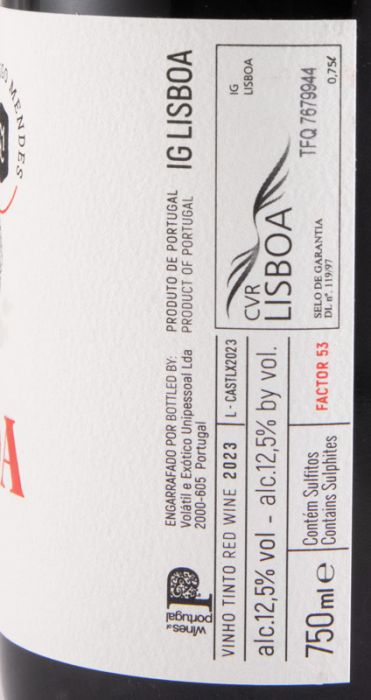 MENDES
A
wines of portugal
ENGARRAFADO POR BOTTLED BY:
Volátil e Exótico Unipessoal Lda
2000-605 Portugal
PRODUTO DE PORTUGAL
PRODUCT OF PORTUGAL
IG LISBOA
VINHO TINTO RED WINE 2023
L - CASTLX2023
alc.12,5% vol - alc.12,5% by vol.
750ml e
Contém Sulfitos
Contains Sulphites
FACTOR 53
CVR
LISBOA
IG
LISBOA
SELO DE GARANTIA
DL nº. 119/97
TFQ 7679944
0,75ℓ